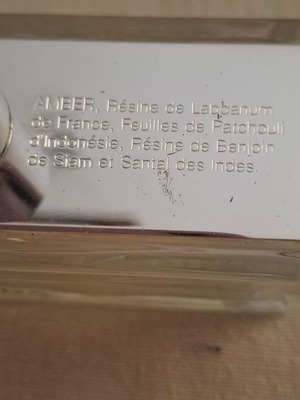 AMBER, Résine de Labdanum
de France, Feuilles de Patchouli
d'Indonésie, Résine de Benjoin
de Siam et Santal des Indes.